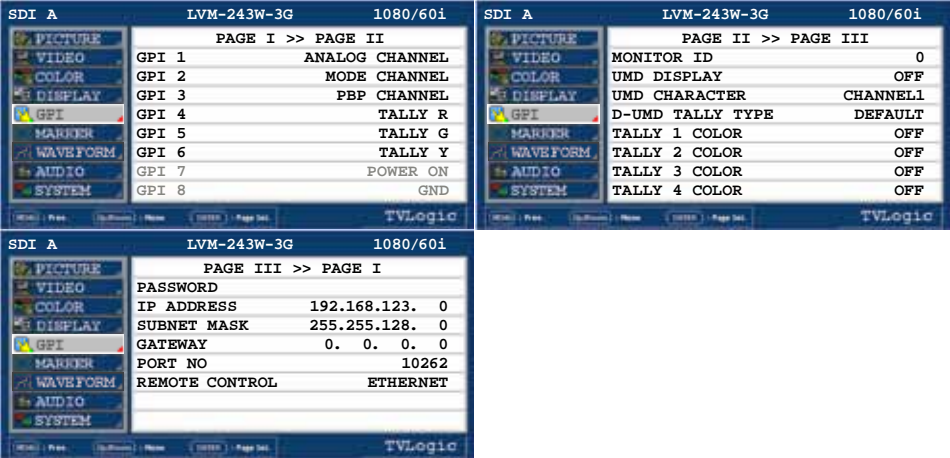 SDI A LVM-243W-3G 1080/60i
PICTURE
VIDEO
COLOR
DISPLAY
GPI
MARKER
WAVEFORM
AUDIO
SYSTEM
PAGE I >> PAGE II
GPI 1 ANALOG CHANNEL
GPI 2 MODE CHANNEL
GPI 3 PBP CHANNEL
GPI 4 TALLY R
GPI 5 TALLY G
GPI 6 TALLY Y
GPI 7 POWER ON
GPI 8 GND
TVLogic
SDI A LVM-243W-3G 1080/60i
PICTURE
VIDEO
COLOR
DISPLAY
GPI
MARKER
WAVEFORM
AUDIO
SYSTEM
PAGE II >> PAGE III
MONITOR ID 0
UMD DISPLAY OFF
UMD CHARACTER CHANNEL1
D-UMD TALLY TYPE DEFAULT
TALLY 1 COLOR OFF
TALLY 2 COLOR OFF
TALLY 3 COLOR OFF
TALLY 4 COLOR OFF
TVLogic
SDI A LVM-243W-3G 1080/60i
PICTURE
VIDEO
COLOR
DISPLAY
GPI
MARKER
WAVEFORM
AUDIO
SYSTEM
PAGE III >> PAGE I
PASSWORD
IP ADDRESS 192.168.123. 0
SUBNET MASK 255.255.128. 0
GATEWAY 0. 0. 0. 0
PORT NO 10262
REMOTE CONTROL ETHERNET
TVLogic